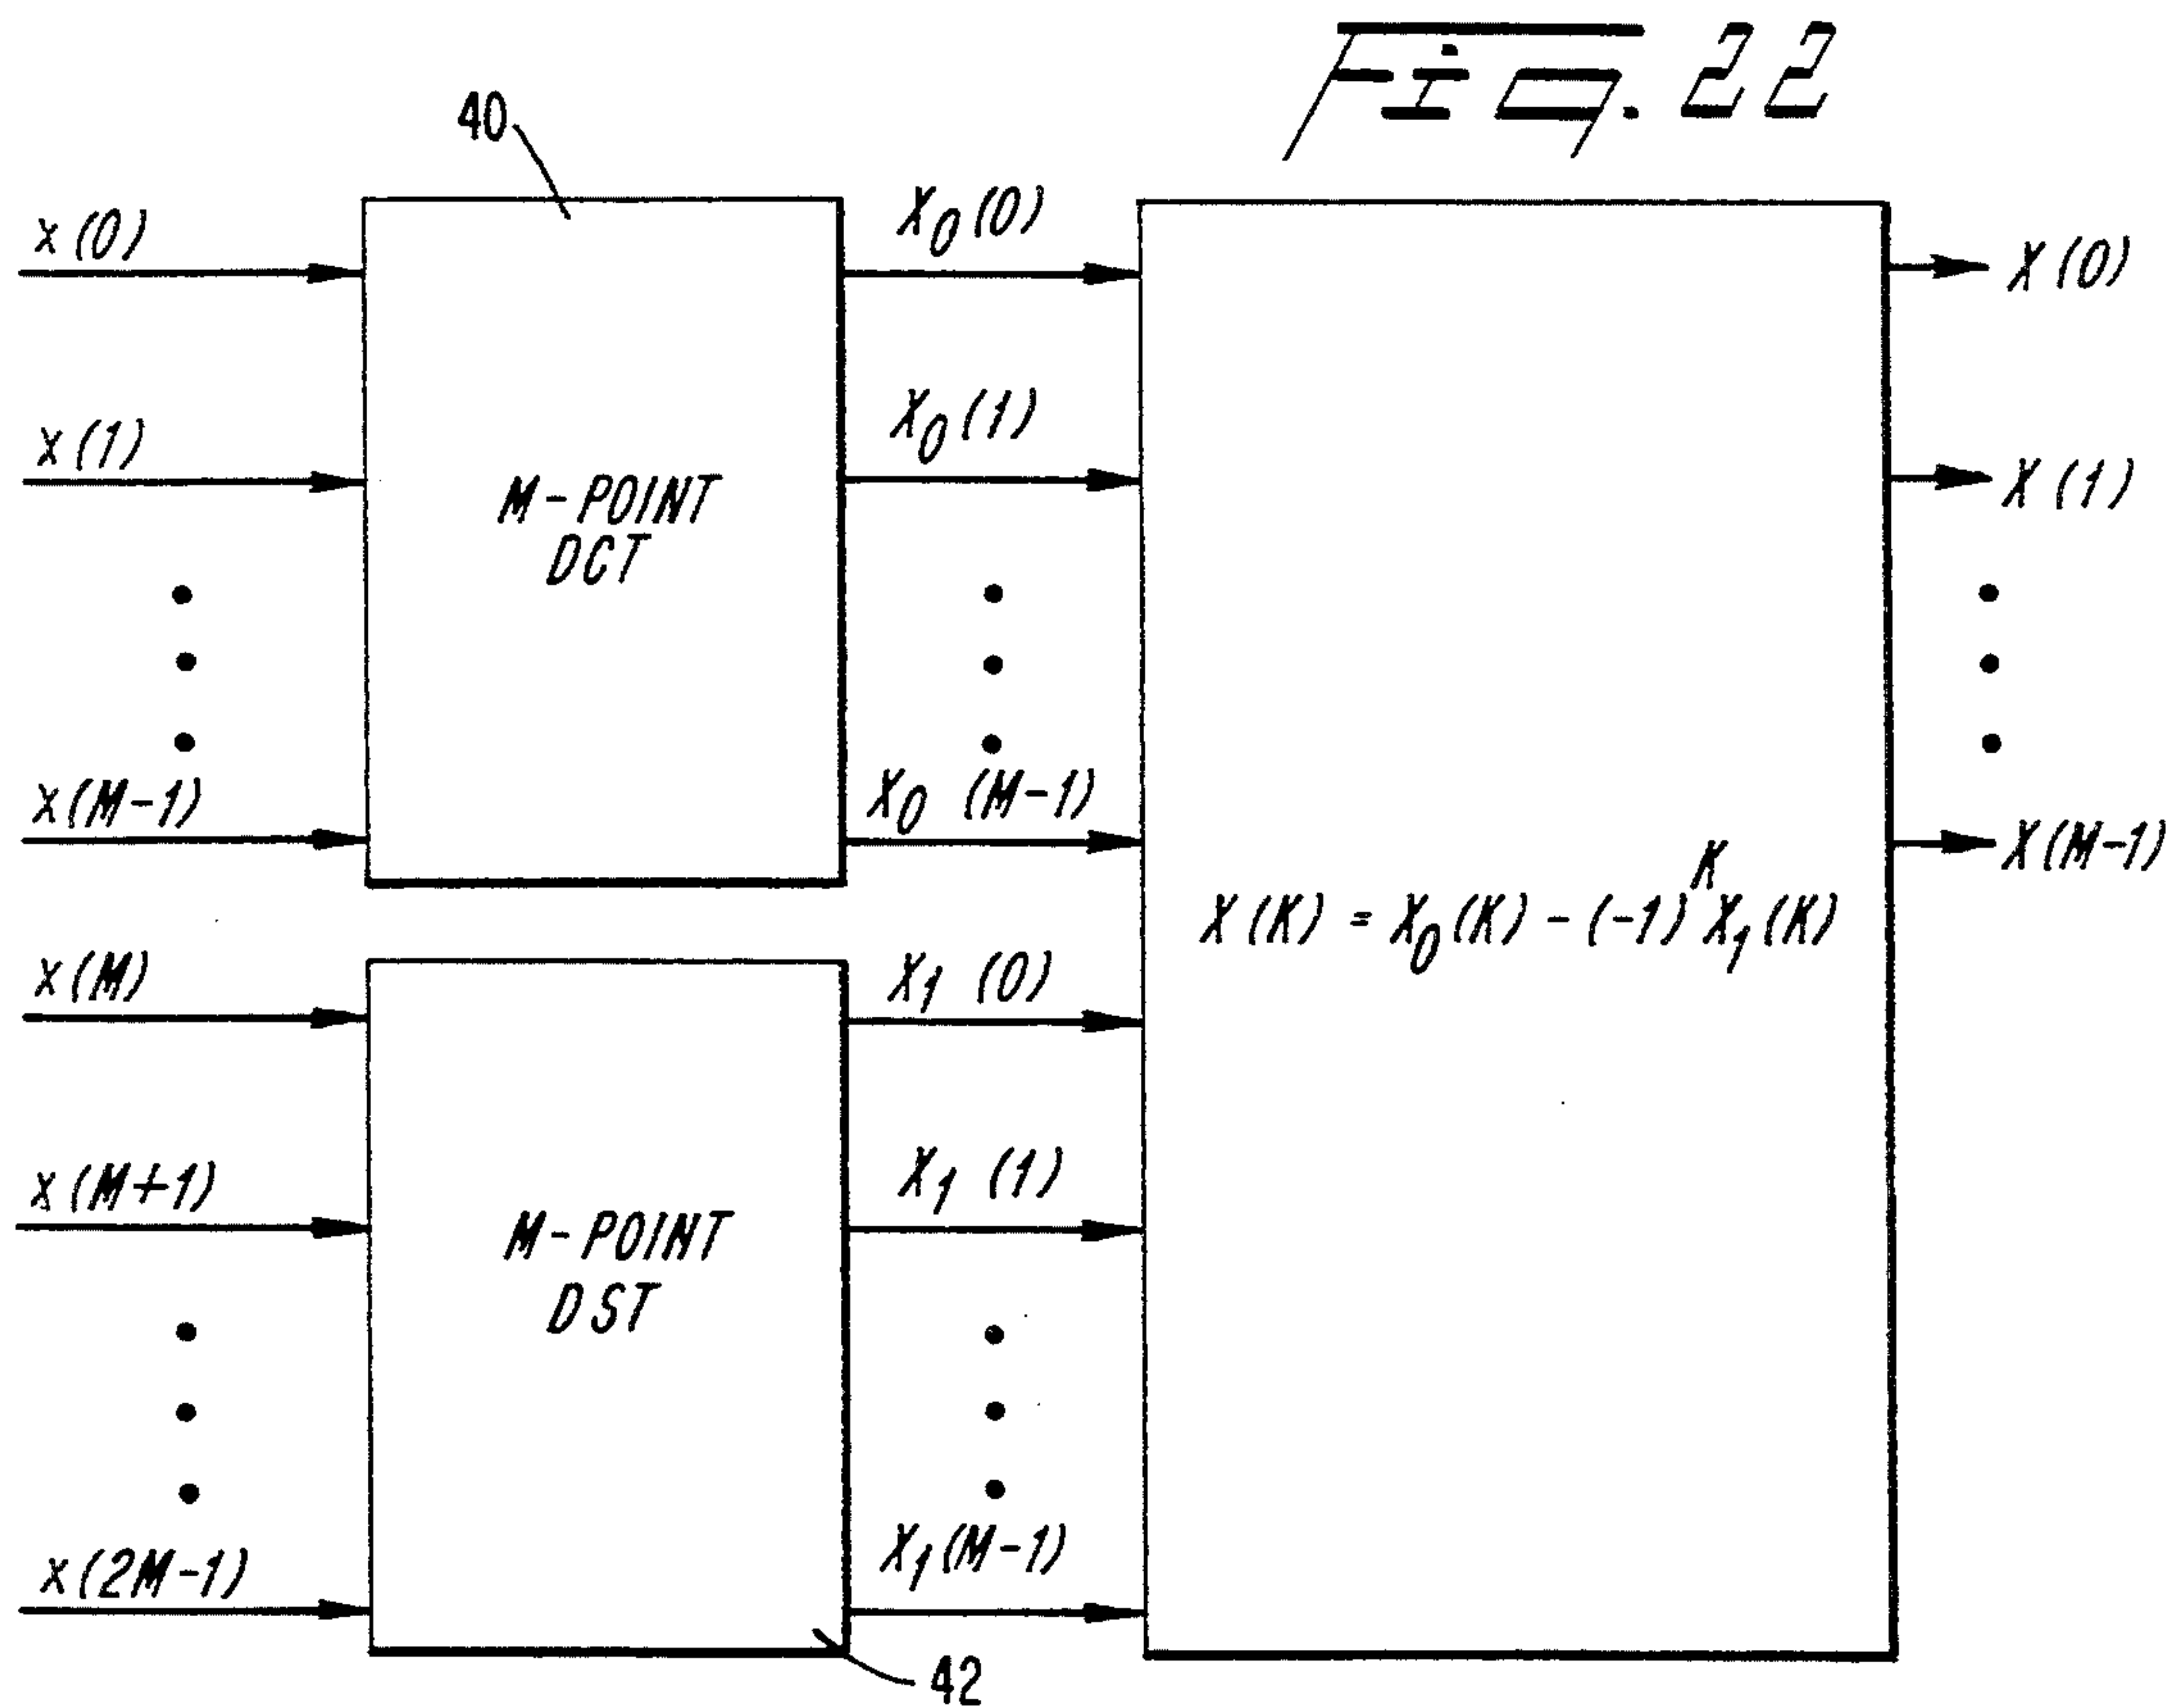 Fig. 22
40
x(0)
x(1)
x(M-1)
M-POINT
DCT
X₀(0)
X₀(1)
X₀ (M-1)
x(M)
x(M+1)
x(2M-1)
M-POINT
DST
42
X₁ (0)
X₁ (1)
X₁(M-1)
X(K) = X₀(K) - (-1)ᴷX₁(K)
X(0)
X(1)
X(M-1)